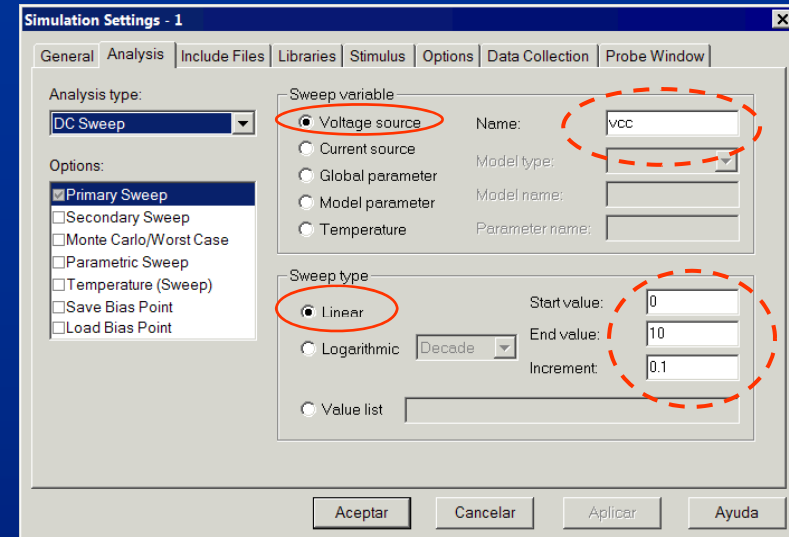 Simulation Settings - 1
General Analysis Include Files Libraries Stimulus Options Data Collection Probe Window
Analysis type:
DC Sweep
Options:
Primary Sweep
Secondary Sweep
Monte Carlo/Worst Case
Parametric Sweep
Temperature (Sweep)
Save Bias Point
Load Bias Point
Sweep variable
Voltage source
Current source
Global parameter
Model parameter
Temperature
Name: vcc
Model type:
Model name:
Parameter name:
Sweep type
Linear
Logarithmic Decade
Value list
Start value: 0
End value: 10
Increment: 0.1
Aceptar Cancelar Aplicar Ayuda